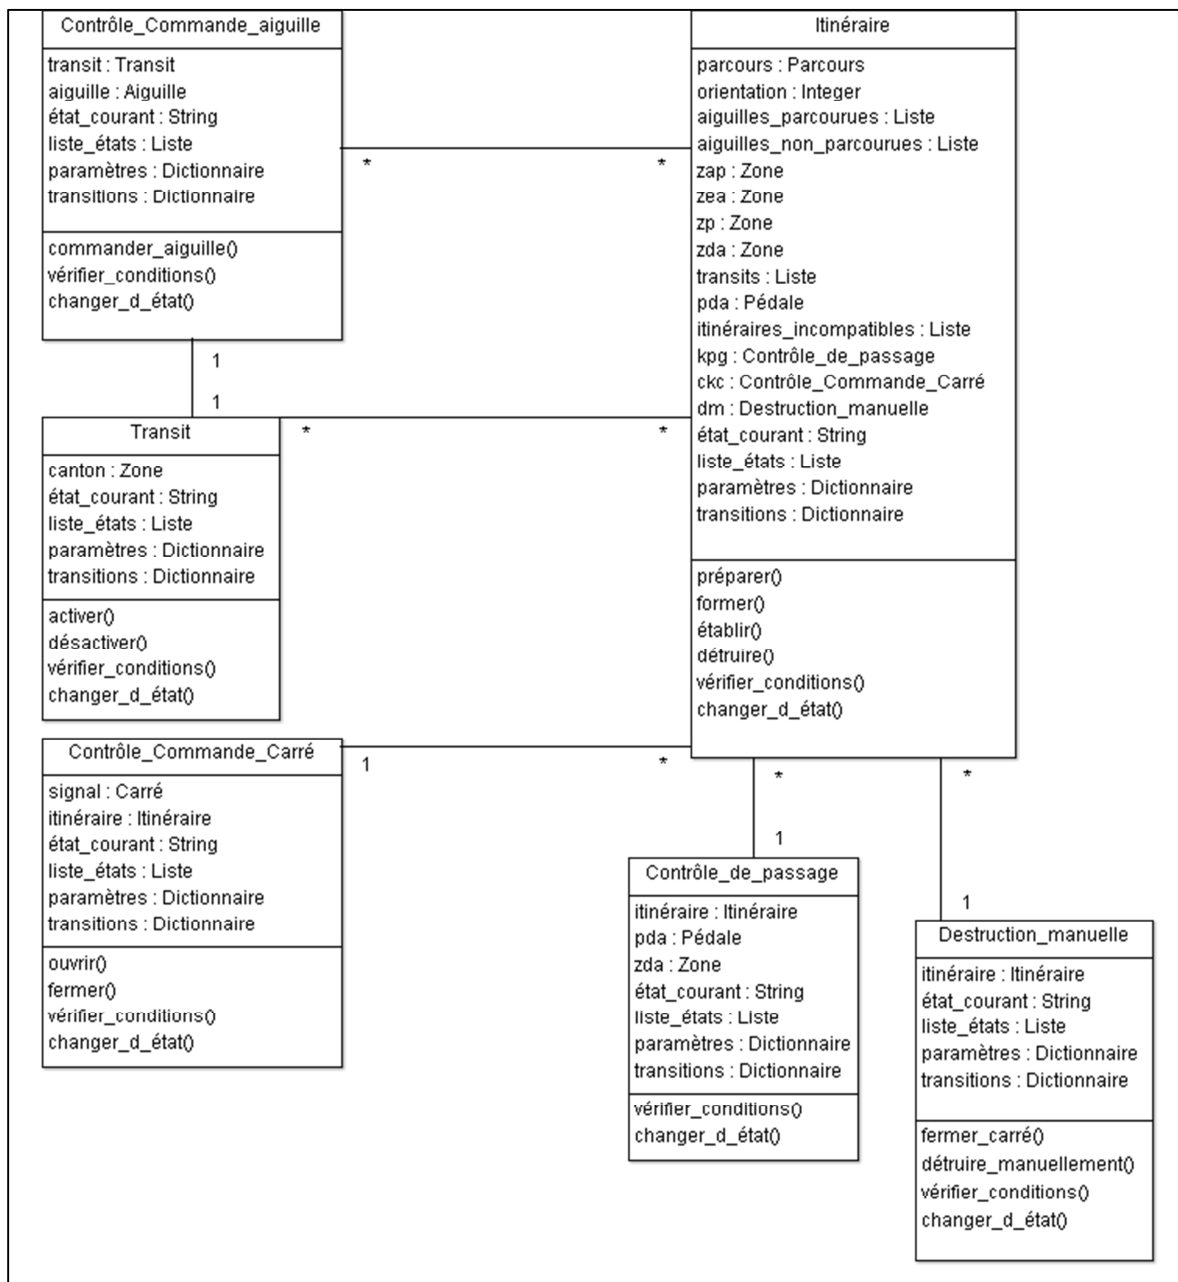 Contrôle_Commande_aiguille
transit : Transit
aiguille : Aiguille
état_courant : String
liste_états : Liste
paramètres : Dictionnaire
transitions : Dictionnaire
commander_aiguille()
vérifier_conditions()
changer_d_état()
Itinéraire
parcours : Parcours
orientation : Integer
aiguilles_parcourues : Liste
aiguilles_non_parcourues : Liste
zap : Zone
zea : Zone
zp : Zone
zda : Zone
transits : Liste
pda : Pédale
itinéraires_incompatibles : Liste
kpg : Contrôle_de_passage
ckc : Contrôle_Commande_Carré
dm : Destruction_manuelle
état_courant : String
liste_états : Liste
paramètres : Dictionnaire
transitions : Dictionnaire
préparer()
former()
établir()
détruire()
vérifier_conditions()
changer_d_état()
* *
1
1
Transit
canton : Zone
état_courant : String
liste_états : Liste
paramètres : Dictionnaire
transitions : Dictionnaire
activer()
désactiver()
vérifier_conditions()
changer_d_état()
* *
Contrôle_Commande_Carré
signal : Carré
itinéraire : Itinéraire
état_courant : String
liste_états : Liste
paramètres : Dictionnaire
transitions : Dictionnaire
ouvrir()
fermer()
vérifier_conditions()
changer_d_état()
1 *
*
1
Contrôle_de_passage
itinéraire : Itinéraire
pda : Pédale
zda : Zone
état_courant : String
liste_états : Liste
paramètres : Dictionnaire
transitions : Dictionnaire
vérifier_conditions()
changer_d_état()
*
1
Destruction_manuelle
itinéraire : Itinéraire
état_courant : String
liste_états : Liste
paramètres : Dictionnaire
transitions : Dictionnaire
fermer_carré()
détruire_manuellement()
vérifier_conditions()
changer_d_état()